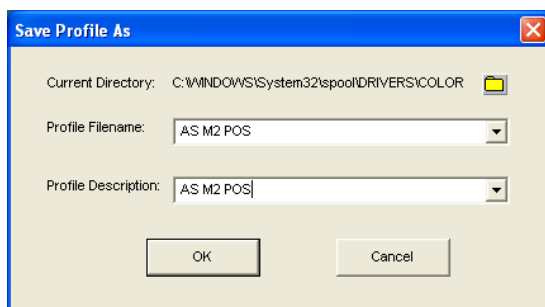 Save Profile As
Current Directory: C:\WINDOWS\System32\spool\DRIVERS\COLOR
Profile Filename: AS M2 POS
Profile Description: AS M2 POS
OK Cancel